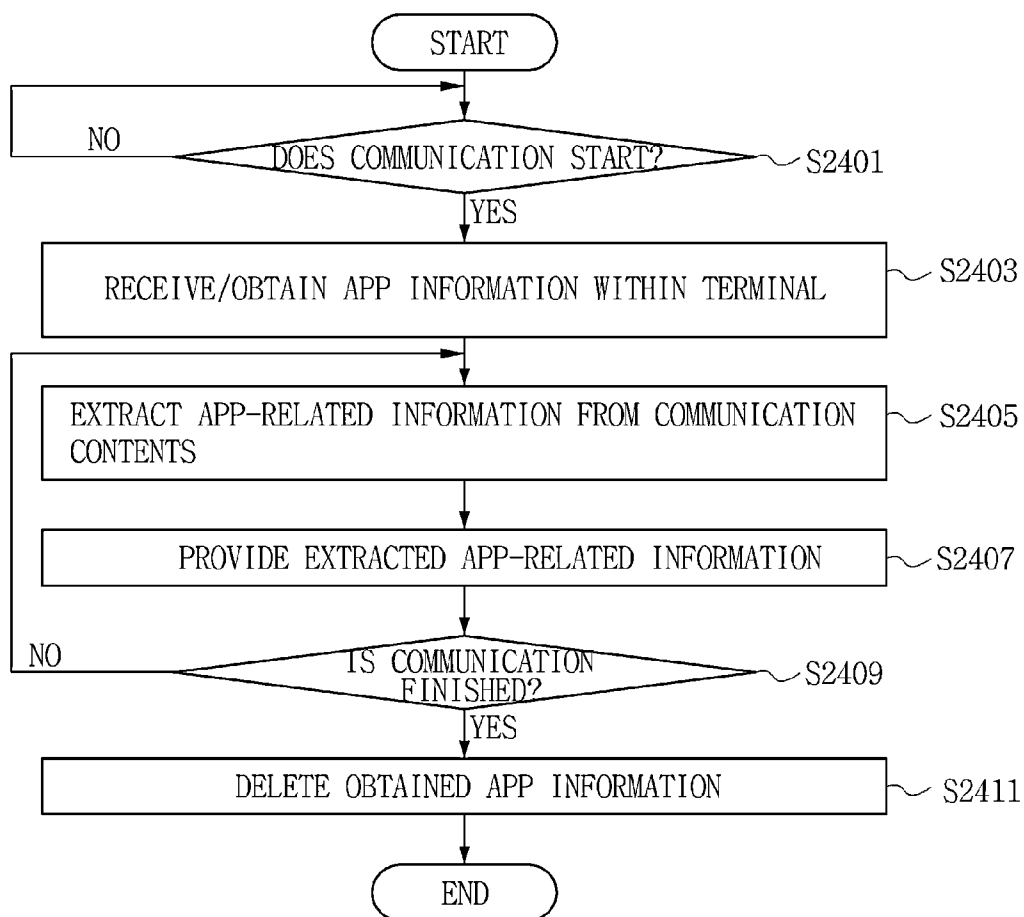 START
NO
DOES COMMUNICATION START?
S2401
YES
RECEIVE/OBTAIN APP INFORMATION WITHIN TERMINAL
S2403
EXTRACT APP-RELATED INFORMATION FROM COMMUNICATION
CONTENTS
S2405
PROVIDE EXTRACTED APP-RELATED INFORMATION
S2407
NO
IS COMMUNICATION
FINISHED?
S2409
YES
DELETE OBTAINED APP INFORMATION
S2411
END